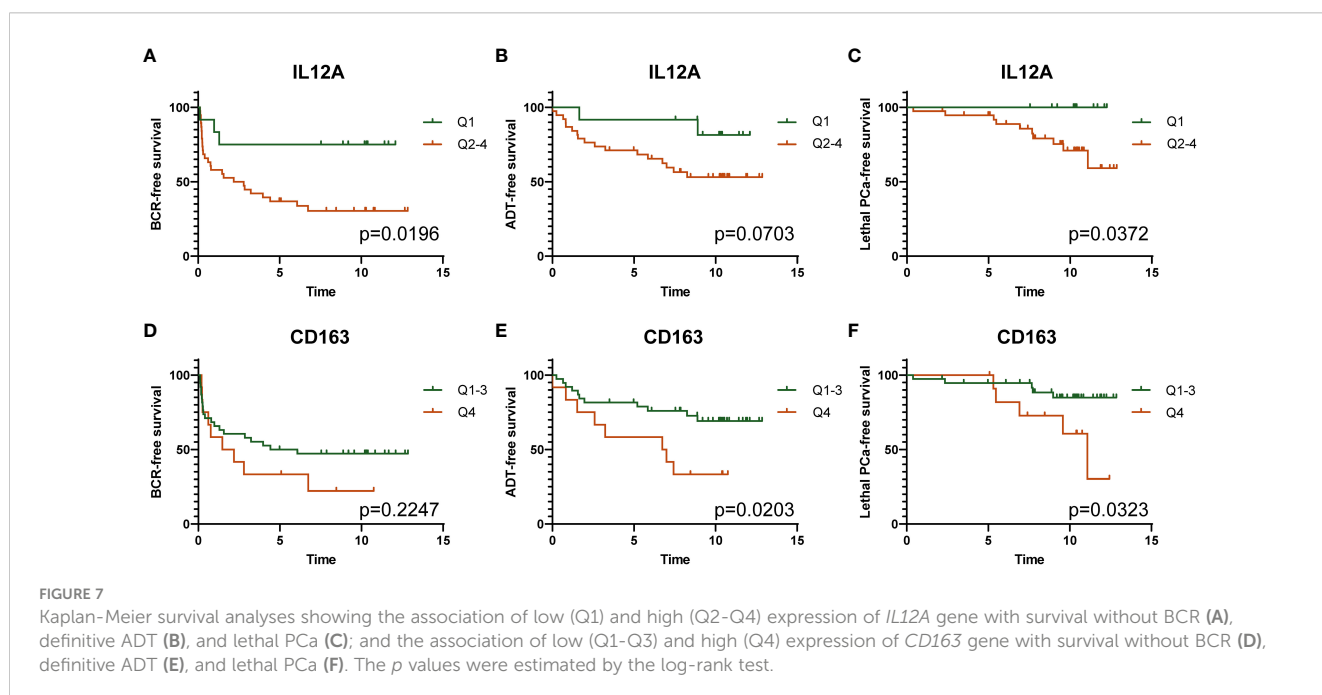 A
IL12A
100
50
0
BCR-free survival
0 5 10 15
Time
Q1
Q2-4
p=0.0196
B
IL12A
100
50
0
ADT-free survival
0 5 10 15
Time
Q1
Q2-4
p=0.0703
C
IL12A
100
50
0
Lethal PCa-free survival
0 5 10 15
Time
Q1
Q2-4
p=0.0372
D
CD163
100
50
0
BCR-free survival
0 5 10 15
Time
Q1-3
Q4
p=0.2247
E
CD163
100
50
0
ADT-free survival
0 5 10 15
Time
Q1-3
Q4
p=0.0203
F
CD163
100
50
0
Lethal PCa-free survival
0 5 10 15
Time
Q1-3
Q4
p=0.0323
FIGURE 7
Kaplan-Meier survival analyses showing the association of low (Q1) and high (Q2-Q4) expression of IL12A gene with survival without BCR (A),
definitive ADT (B), and lethal PCa (C); and the association of low (Q1-Q3) and high (Q4) expression of CD163 gene with survival without BCR (D),
definitive ADT (E), and lethal PCa (F). The p values were estimated by the log-rank test.